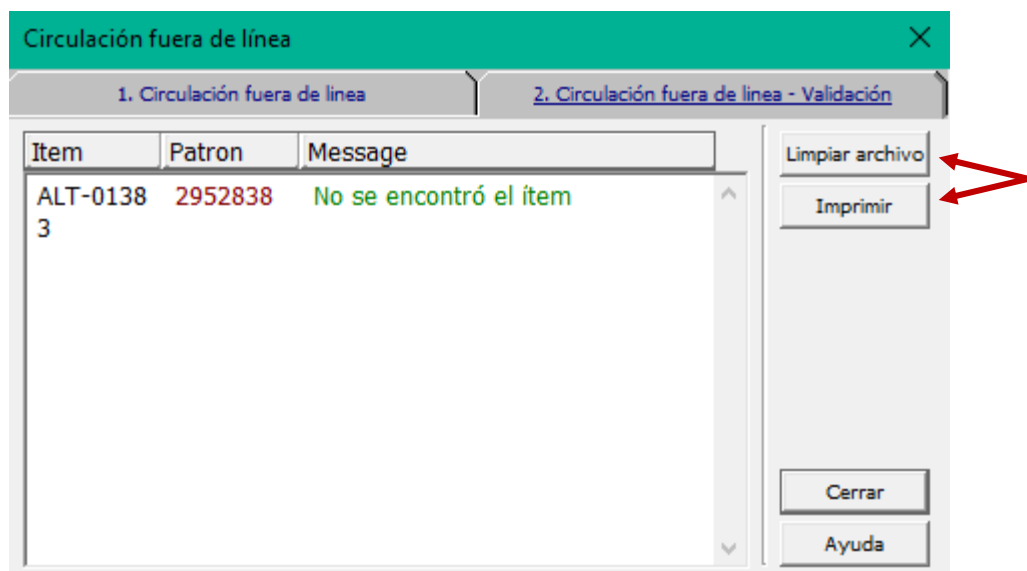 Circulación fuera de línea
1. Circulación fuera de linea
2. Circulación fuera de linea - Validación
Item Patron Message
ALT-0138 2952838 No se encontró el ítem
3
Limpiar archivo
Imprimir
Cerrar
Ayuda